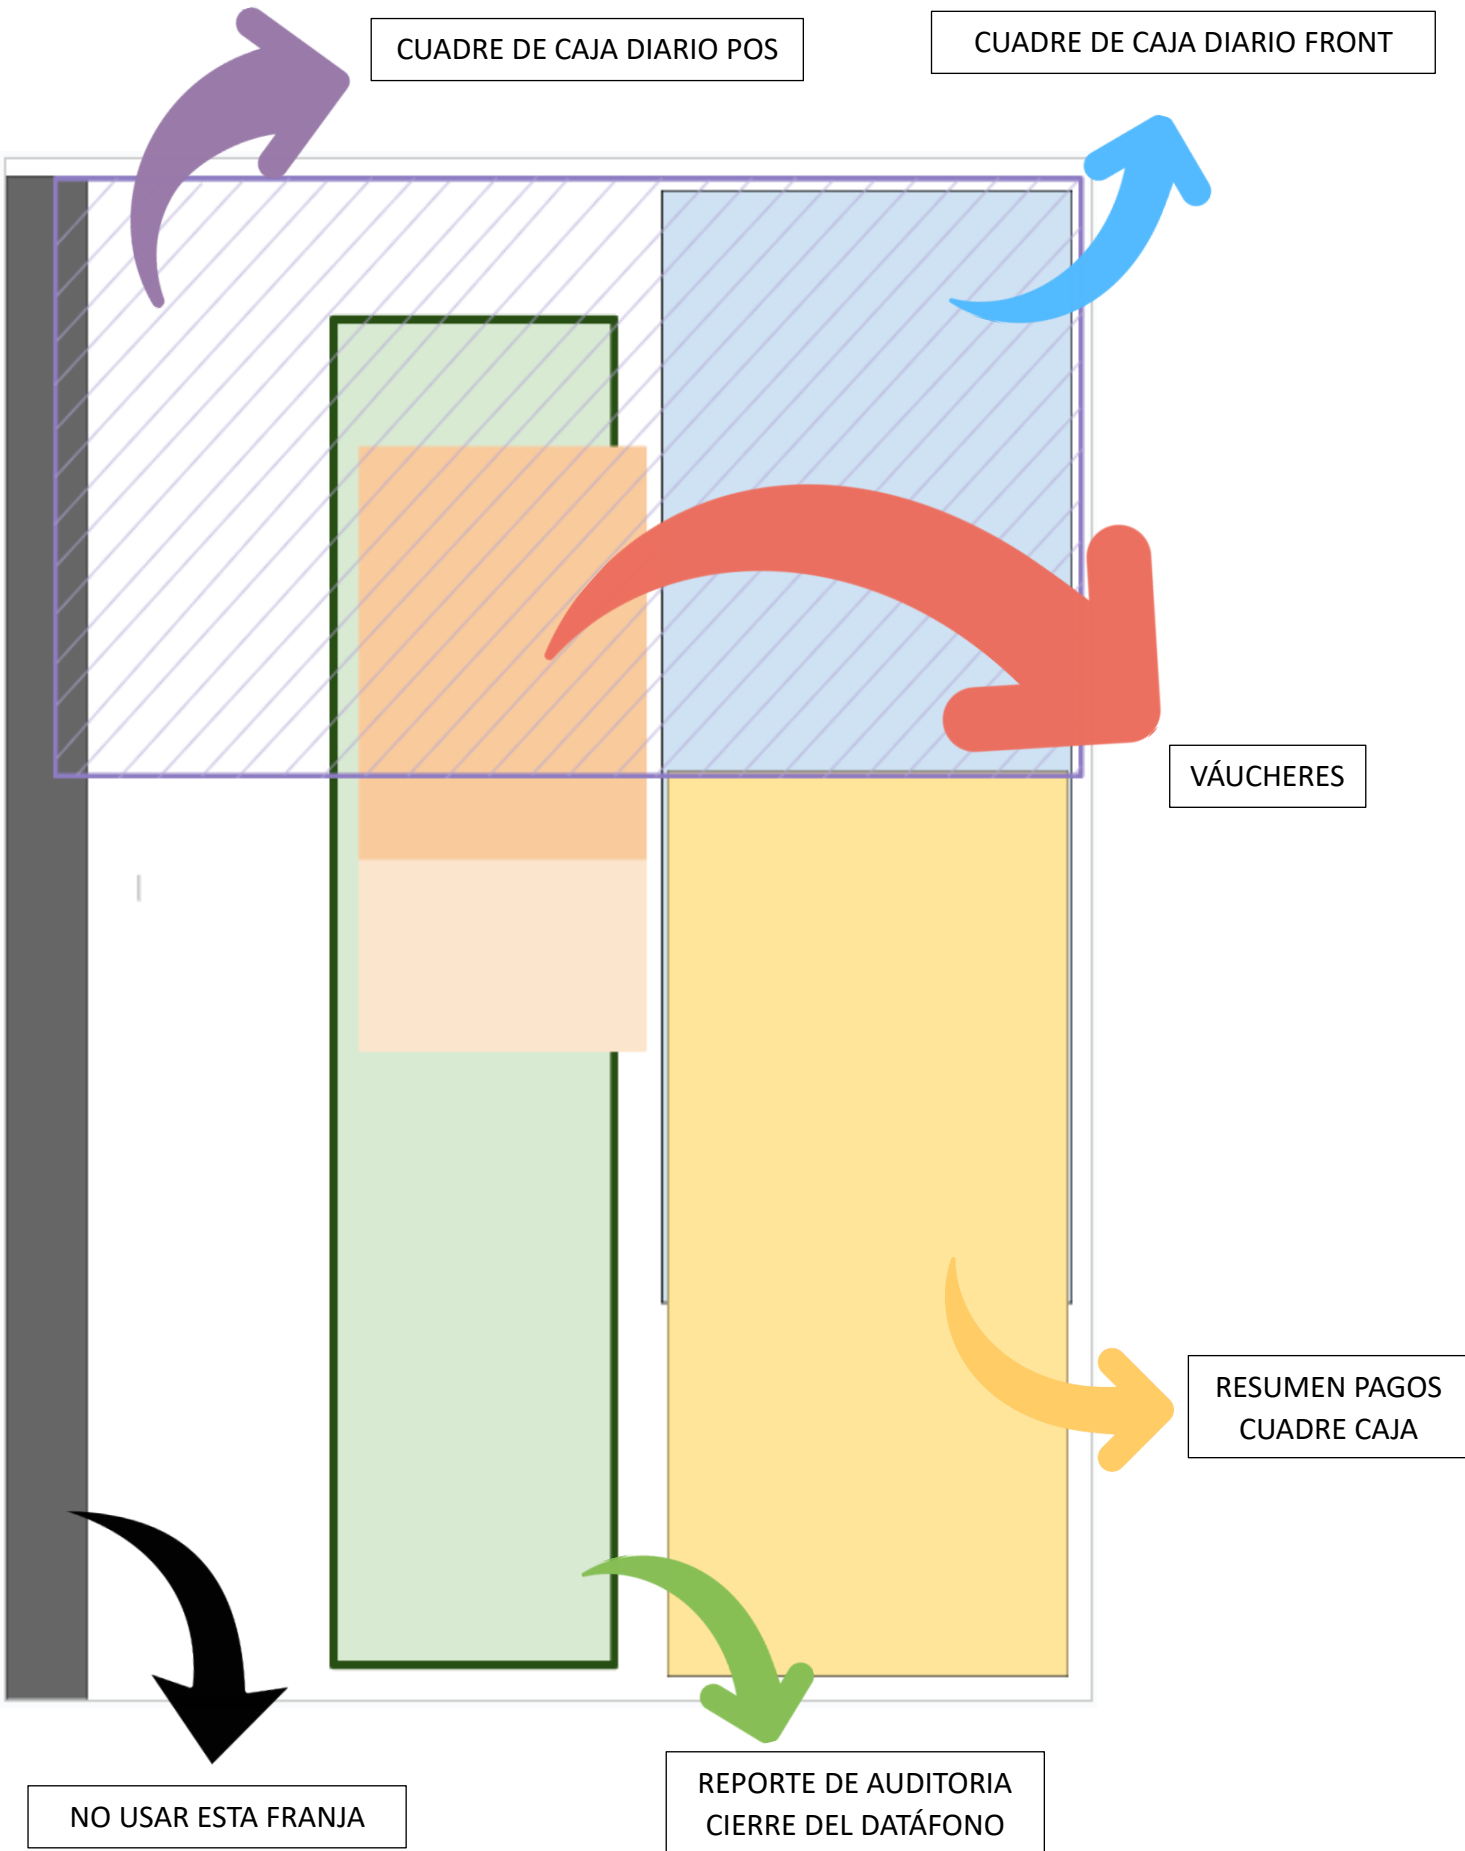 CUADRE DE CAJA DIARIO POS
CUADRE DE CAJA DIARIO FRONT
VÁUCHERES
RESUMEN PAGOS
CUADRE CAJA
REPORTE DE AUDITORIA
CIERRE DEL DATÁFONO
NO USAR ESTA FRANJA